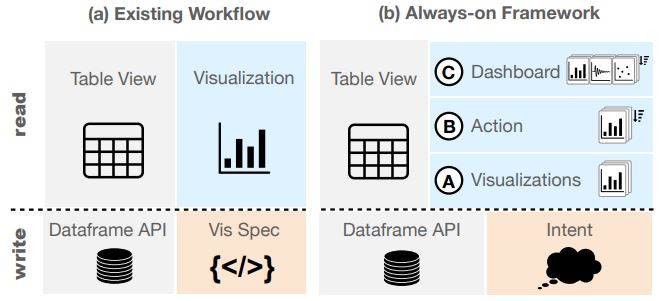 (a) Existing Workflow
(b) Always-on Framework
read
Table View
Visualization
Table View
C Dashboard
B Action
A Visualizations
write
Dataframe API
Vis Spec
{</>}
Dataframe API
Intent